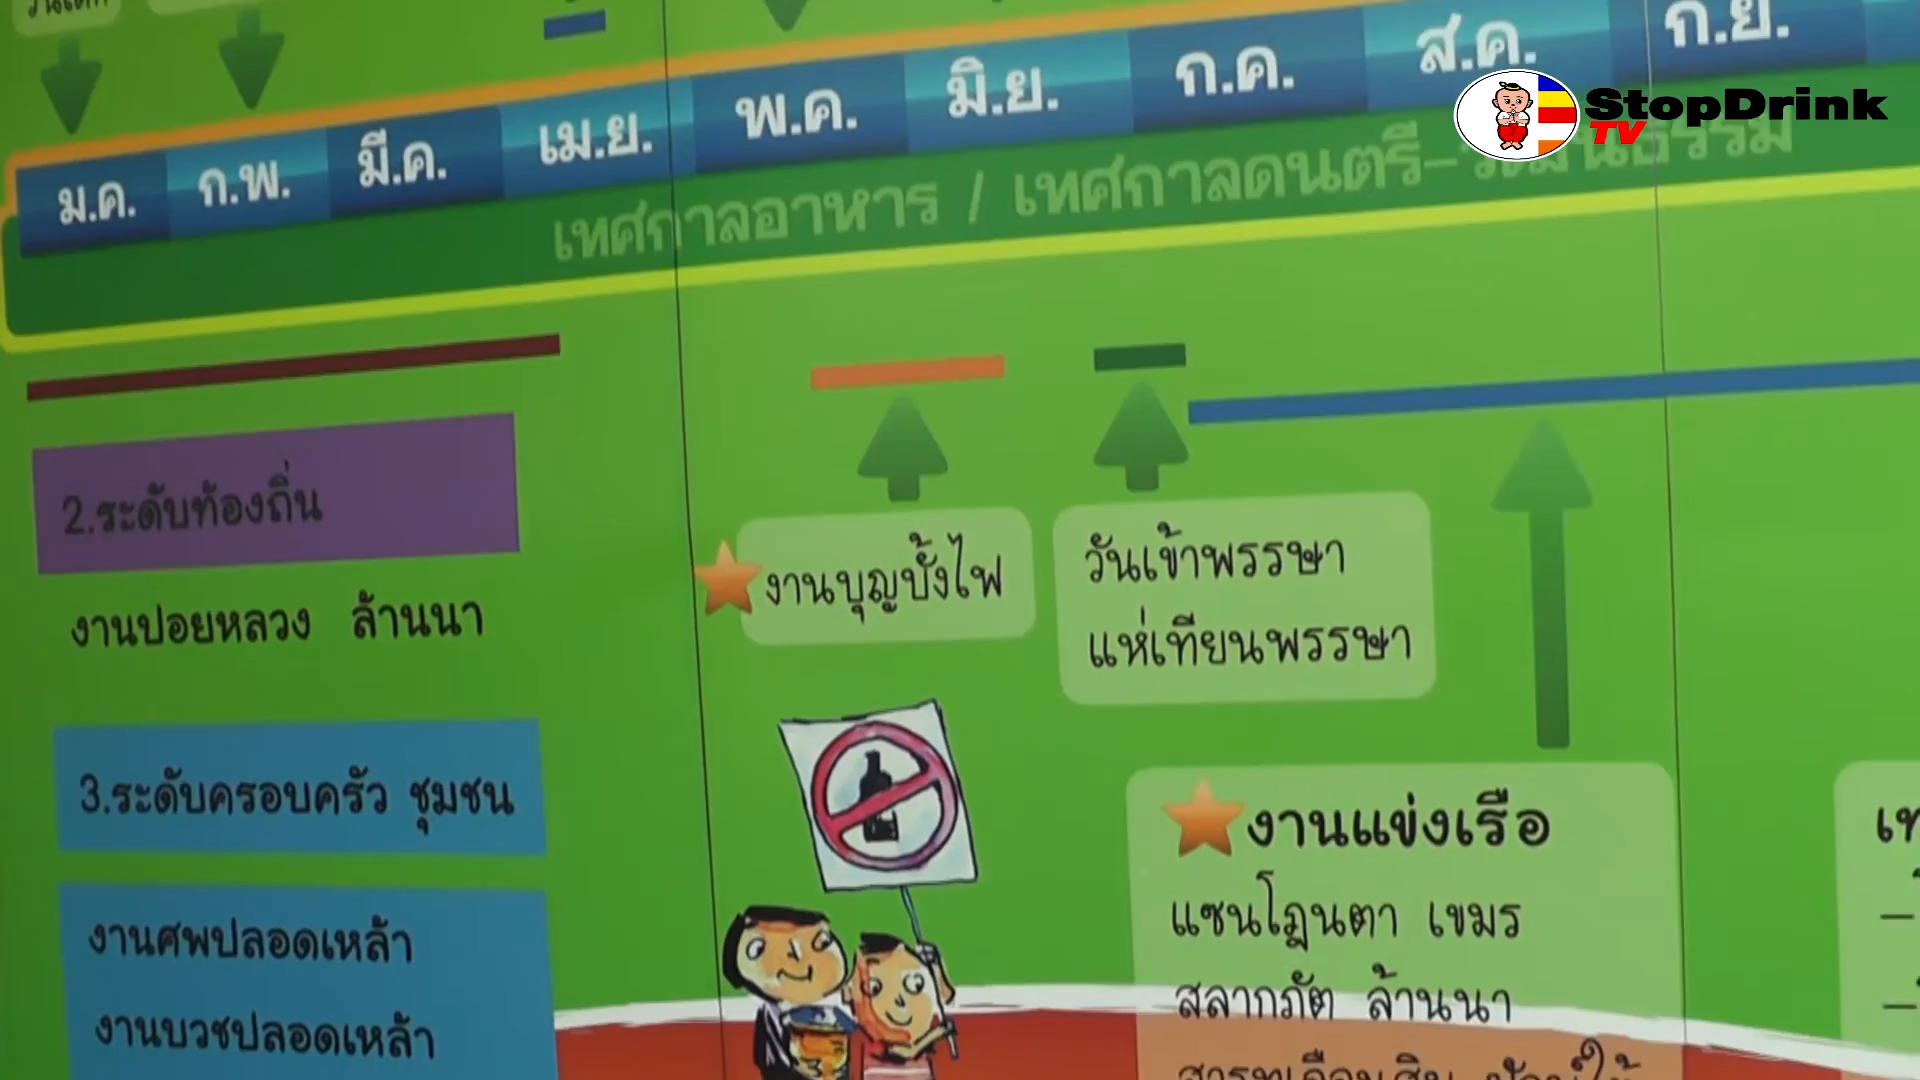 ม.ค. ก.พ. มี.ค. เม.ย. พ.ค. มิ.ย. ก.ค. ส.ค. ก.ย.
StopDrink
TV
เทศกาลอาหาร / เทศกาลดนตรี-วัฒนธรรม
2.ระดับท้องถิ่น
งานปอยหลวง ล้านนา
งานบุญบั้งไฟ
วันเข้าพรรษา
แห่เทียนพรรษา
3.ระดับครอบครัว ชุมชน
งานศพปลอดเหล้า
งานบวชปลอดเหล้า
งานแข่งเรือ
แซนโฎนตา เขมร
สลากภัต ล้านนา